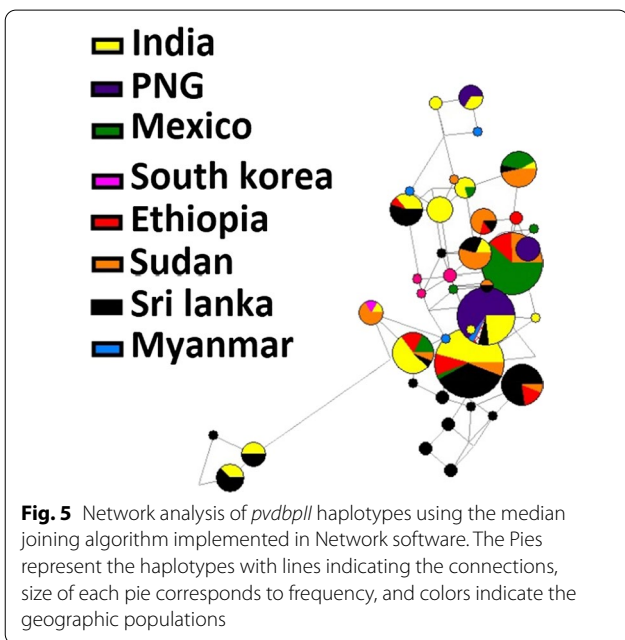 India
PNG
Mexico
South korea
Ethiopia
Sudan
Sri lanka
Myanmar
Fig. 5 Network analysis of pvdbpII haplotypes using the median
joining algorithm implemented in Network software. The Pies
represent the haplotypes with lines indicating the connections,
size of each pie corresponds to frequency, and colors indicate the
geographic populations